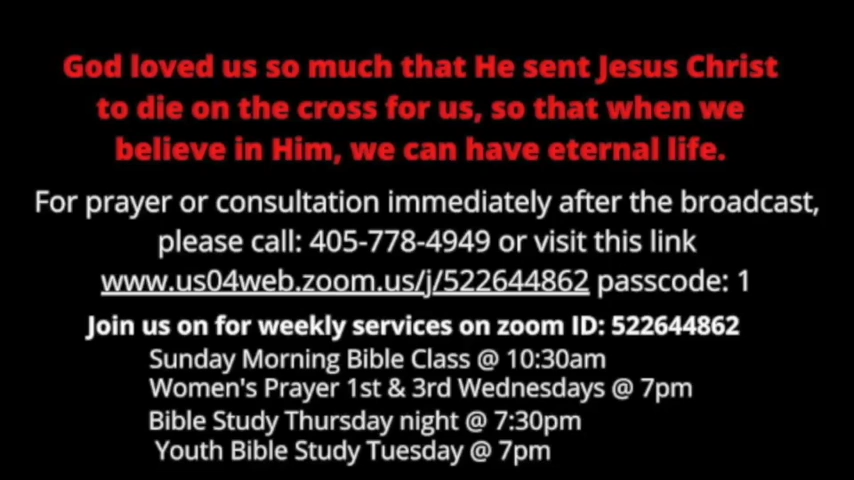 God loved us so much that He sent Jesus Christ
to die on the cross for us, so that when we
believe in Him, we can have eternal life.
For prayer or consultation immediately after the broadcast,
please call: 405-778-4949 or visit this link
www.us04web.zoom.us/j/522644862 passcode: 1
Join us on for weekly services on zoom ID: 522644862
Sunday Morning Bible Class @ 10:30am
Women's Prayer 1st & 3rd Wednesdays @ 7pm
Bible Study Thursday night @ 7:30pm
Youth Bible Study Tuesday @ 7pm